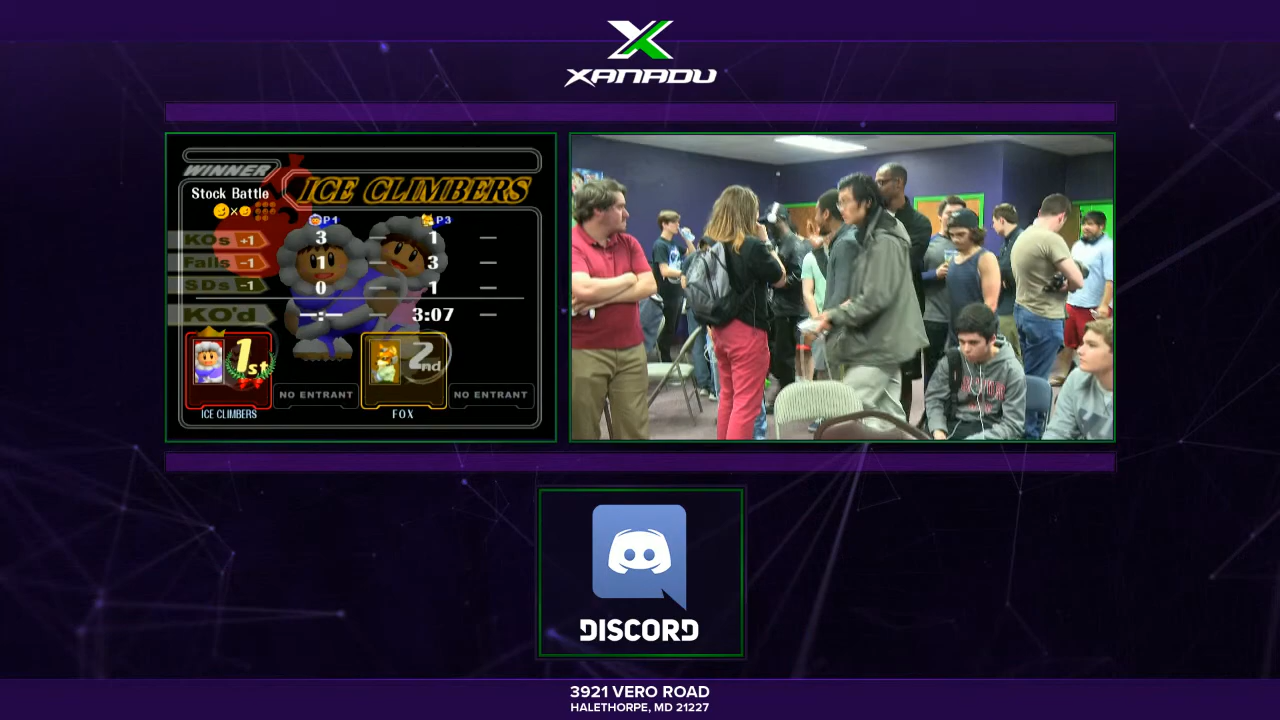 XANADU
WINNER
ICE CLIMBERS
Stock Battle
P1 P3
KOs +1 3 — 1 —
Falls -1 1 — 3 —
SDs -1 0 — 1 —
KO'd —:— — 3:07 —
1st
2nd
NO ENTRANT
NO ENTRANT
ICE CLIMBERS
FOX
DISCORD
3921 VERO ROAD
HALETHORPE, MD 21227